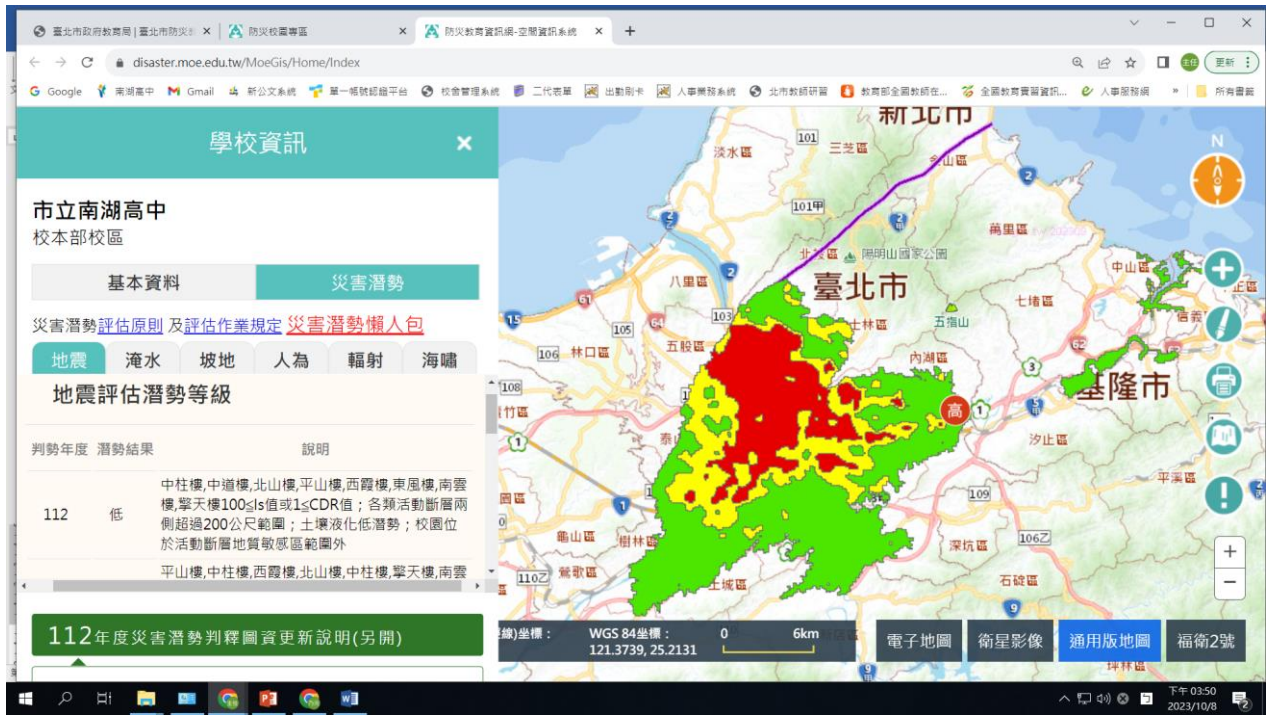 臺北市政府教育局|臺北市防災
防災校園專區
防災教育資訊網-空間資訊系統
disaster.moe.edu.tw/MoeGis/Home/Index
主任
更新
Google
南湖高中
Gmail
新公文系統
單一帳號認證平台
校舍管理系統
二代表單
出勤刷卡
人事業務系統
北市教師研習
教育部全國教師在...
全國教育實習資訊...
人事服務網
»
所有書籤
學校資訊
市立南湖高中
校本部校區
基本資料
災害潛勢
災害潛勢評估原則 及評估作業規定 災害潛勢懶人包
地震 淹水 坡地 人為 輻射 海嘯
地震評估潛勢等級
判勢年度 潛勢結果 說明
112 低
中柱樓,中道樓,北山樓,平山樓,西霞樓,東風樓,南雲
樓,擎天樓100≤Is值或1≤CDR值；各類活動斷層兩
側超過200公尺範圍；土壤液化低潛勢；校園位
於活動斷層地質敏感區範圍外
平山樓,中柱樓,西霞樓,北山樓,中柱樓,擎天樓,南雲
112年度災害潛勢判釋圖資更新說明(另開)
新北市
淡水區
101
三芝區
金山區
2
N
101甲
萬里區
北投區
陽明山國家公園
中山區
八里區
臺北市
七堵區
信義
61
15
103
士林區
五指山
105
64
五股區
62
106
林口區
內湖區
3
108
基隆市
高
1
5甲
汐止區
平溪區
109
龜山區
樹林區
106乙
深坑區
110乙
鶯歌區
土城區
石碇區
9
坪林區
線)坐標：
WGS 84坐標：
121.3739, 25.2131
0 6km
電子地圖
衛星影像
通用版地圖
福衛2號
下午 03:50
2023/10/8